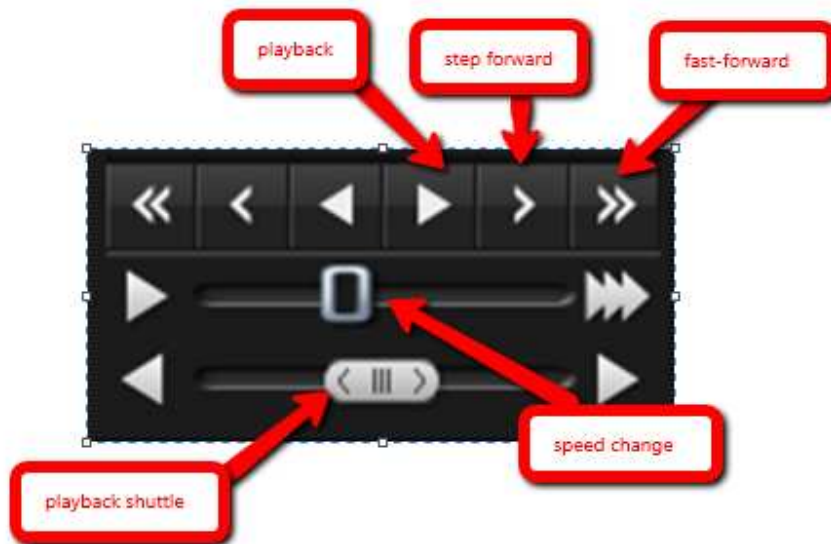 playback
step forward
fast-forward
speed change
playback shuttle